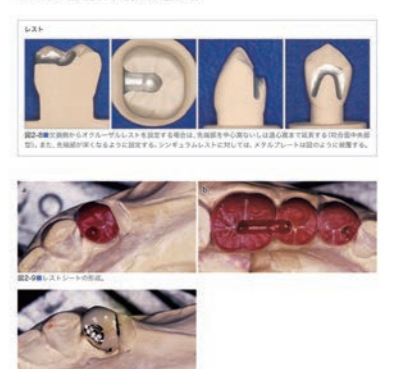 レスト
図2-8■欠損側からオクルーザルレストを設定する場合は、先端部を中心窩ないしは遠心窩まで延長する(咬合面中央部
型)。また、先端部が深くなるように設定する。シンギュラムレストに対しては、メタルプレートは図のように被覆する。
a
b
図2-9■レストシートの形成。